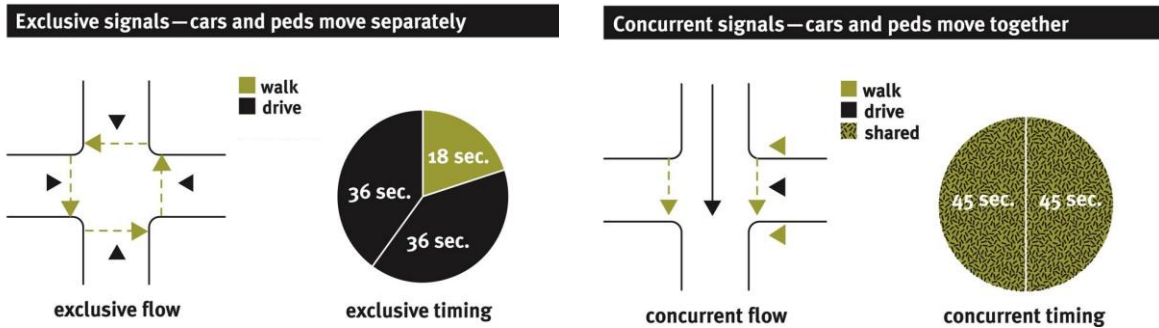 Exclusive signals—cars and peds move separately
walk
drive
18 sec.
36 sec.
36 sec.
exclusive flow
exclusive timing
Concurrent signals—cars and peds move together
walk
drive
shared
45 sec.
45 sec.
concurrent flow
concurrent timing